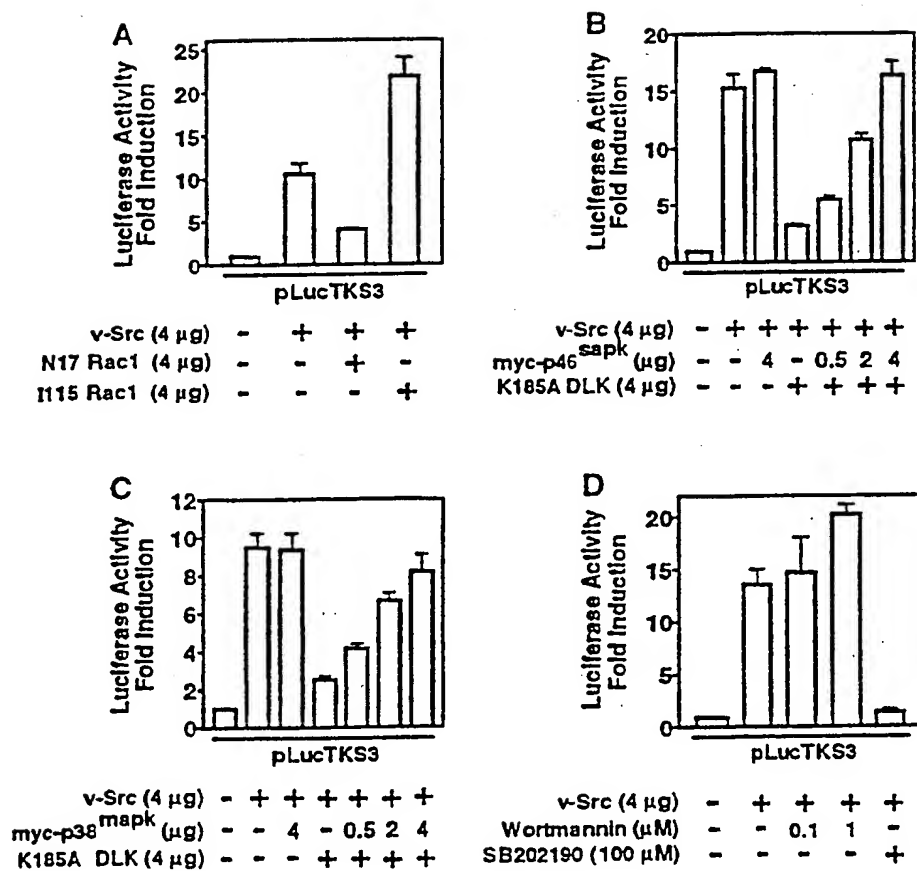 A
Luciferase Activity
Fold Induction
25
20
15
10
5
0
pLucTKS3
v-Src (4 µg) - + + +
N17 Rac1 (4 µg) +
I115 Rac1 (4 µg) +
B
Luciferase Activity
Fold Induction
20
15
10
5
0
pLucTKS3
v-Src (4 µg) - + + + + + +
myc-p46sapk (µg) - - 4 - 0.5 2 4
K185A DLK (4 µg) - - - + + + +
C
Luciferase Activity
Fold Induction
12
10
8
6
4
2
0
pLucTKS3
v-Src (4 µg) - + + + + + +
myc-p38mapk (µg) - - 4 - 0.5 2 4
K185A DLK (4 µg) - - - + + + +
D
Luciferase Activity
Fold Induction
20
15
10
5
0
pLucTKS3
v-Src (4 µg) - + + + +
Wortmannin (µM) - - 0.1 1 -
SB202190 (100 µM) - - - - +